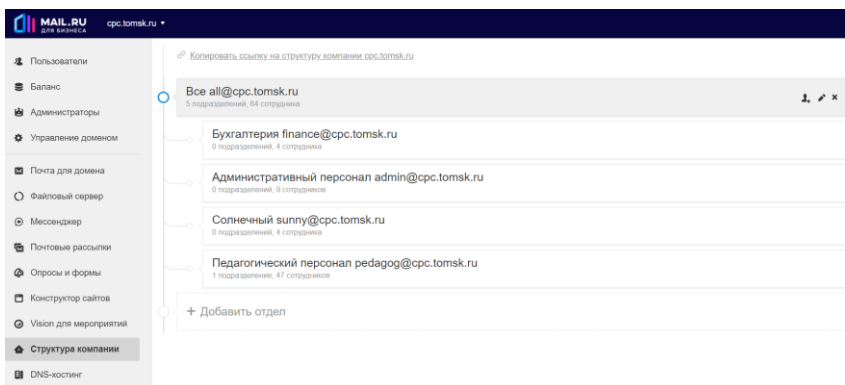 MAIL.RU
ДЛЯ БИЗНЕСА
cpc.tomsk.ru
Пользователи
Баланс
Администраторы
Управление доменом
Почта для домена
Файловый сервер
Мессенджер
Почтовые рассылки
Опросы и формы
Конструктор сайтов
Vision для мероприятий
Структура компании
DNS-хостинг
Копировать ссылку на структуру компании cpc.tomsk.ru
Все all@cpc.tomsk.ru
5 подразделений, 64 сотрудника
Бухгалтерия finance@cpc.tomsk.ru
0 подразделений, 4 сотрудника
Административный персонал admin@cpc.tomsk.ru
0 подразделений, 9 сотрудников
Солнечный sunny@cpc.tomsk.ru
0 подразделений, 4 сотрудника
Педагогический персонал pedagog@cpc.tomsk.ru
1 подразделение, 47 сотрудников
+ Добавить отдел